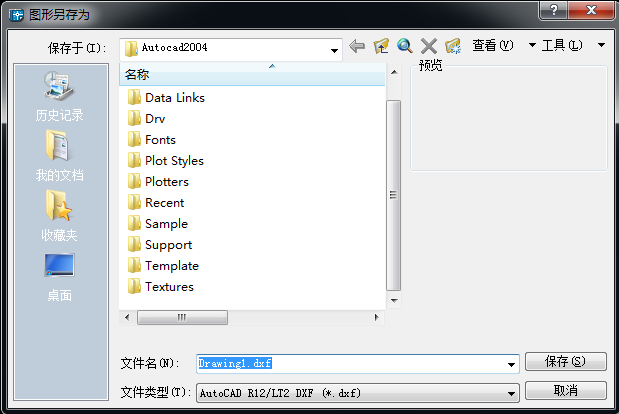 图形另存为
保存于(I): Autocad2004 查看(V) 工具(L)
预览
名称
Data Links
Drv
Fonts
Plot Styles
Plotters
Recent
Sample
Support
Template
Textures
历史记录
我的文档
收藏夹
桌面
文件名(N): Drawing1.dxf 保存(S)
文件类型(T): AutoCAD R12/LT2 DXF (*.dxf) 取消